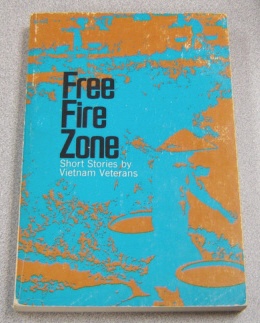 Free
Fire
Zone
Short Stories by
Vietnam Veterans